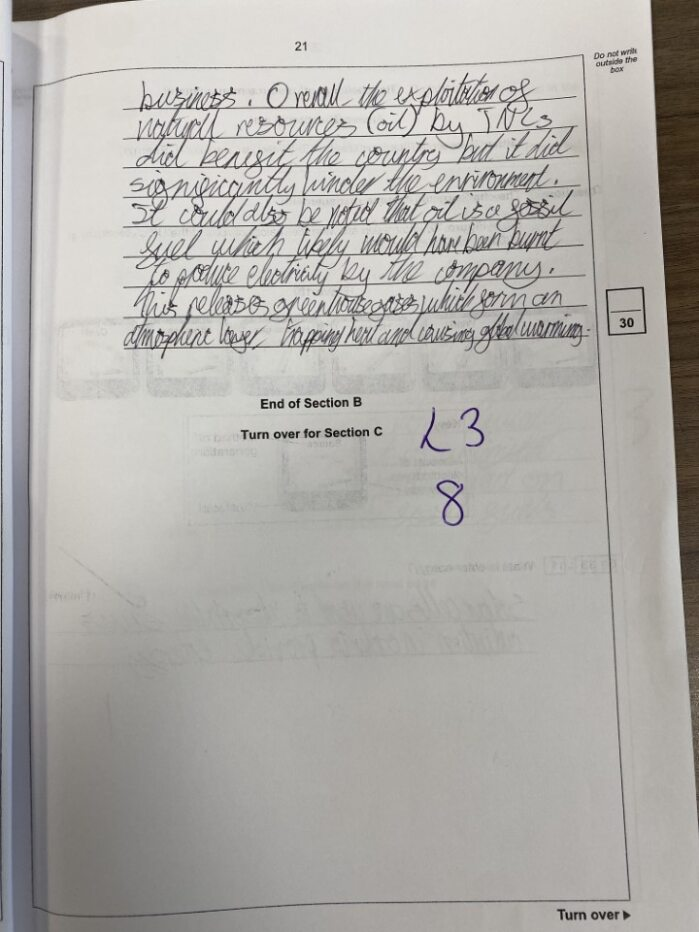 21
Do not write
outside the
box
business. Overall the exploitation of
natural resources (oil) by TNCs
did benefit the country but it did
significantly hinder the environment.
It could also be noted that oil is a fossil
fuel which likely would have been burnt
to produce electricity by the company.
This releases greenhouse gases which form an
atmospheric layer trapping heat and causing global warming.
30
End of Section B
Turn over for Section C
L3
8
Turn over